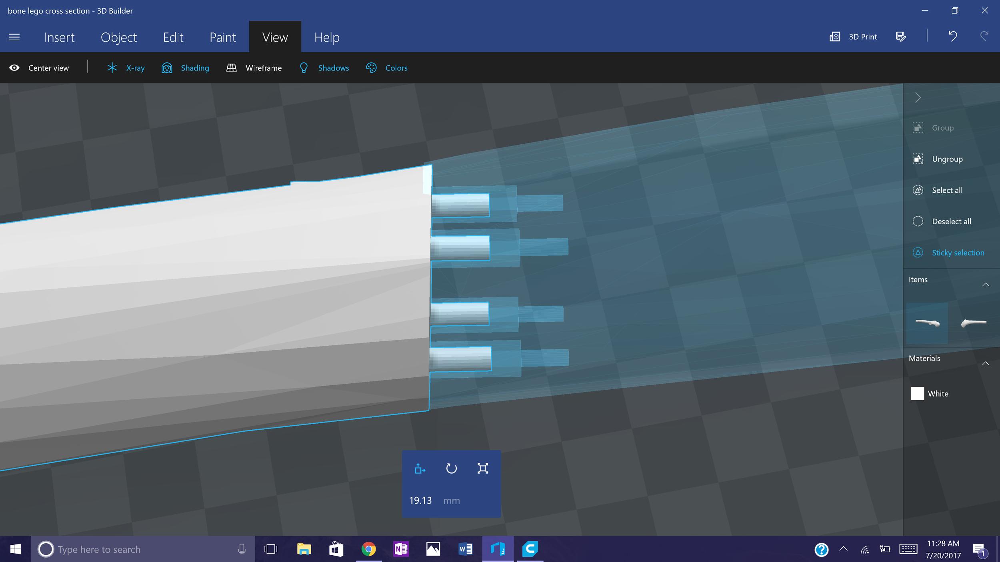 bone lego cross section - 3D Builder
Insert Object Edit Paint View Help
3D Print
Center view X-ray Shading Wireframe Shadows Colors
Group
Ungroup
Select all
Deselect all
Sticky selection
Items
Materials
White
19.13 mm
Type here to search
N
W
11:28 AM
7/20/2017
1